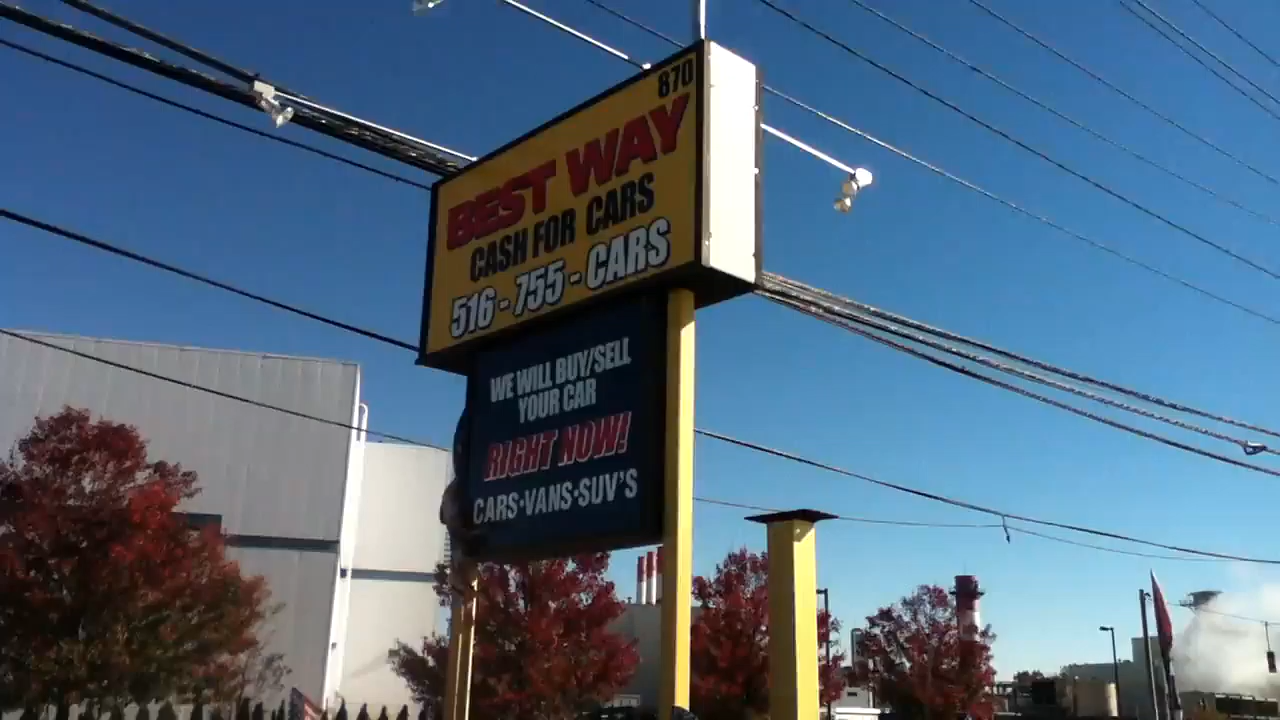 870
BEST WAY
CASH FOR CARS
516-755-CARS
WE WILL BUY/SELL
YOUR CAR
RIGHT NOW!
CARS·VANS·SUV'S